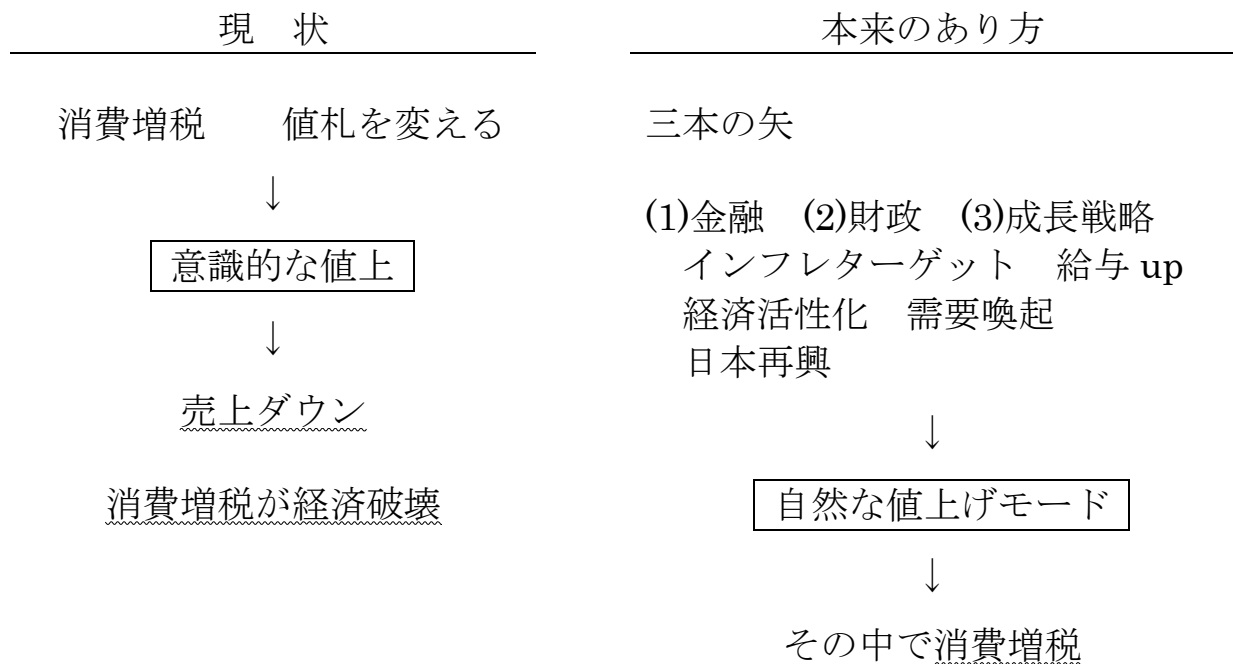 現 状
消費増税 値札を変える
↓
意識的な値上
↓
売上ダウン
消費増税が経済破壊
本来のあり方
三本の矢
(1)金融 (2)財政 (3)成長戦略
インフレターゲット 給与 up
経済活性化 需要喚起
日本再興
↓
自然な値上げモード
↓
その中で消費増税